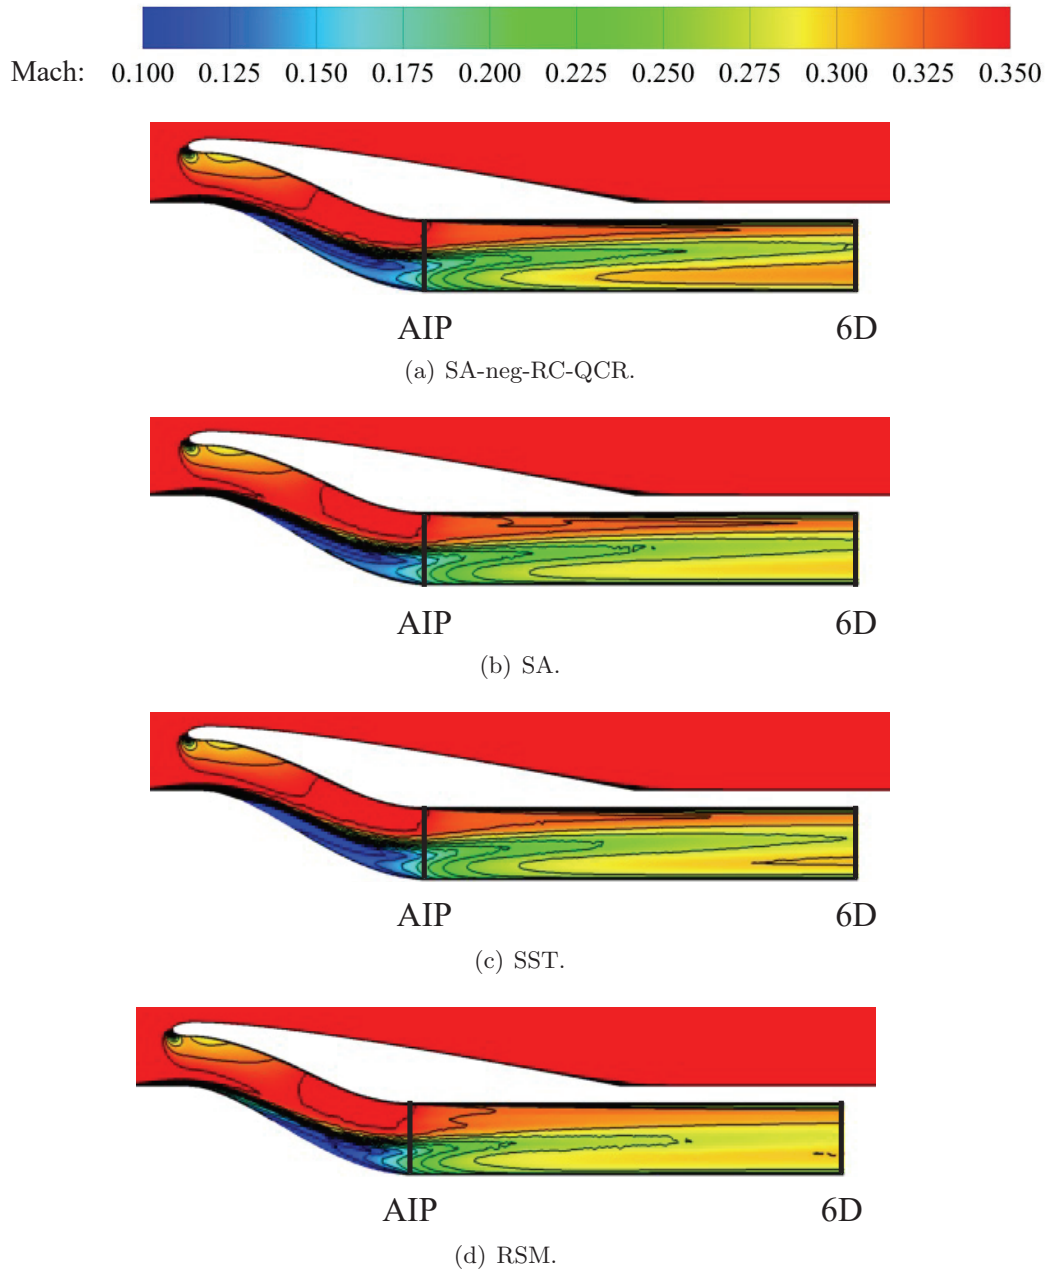 Mach: 0.100 0.125 0.150 0.175 0.200 0.225 0.250 0.275 0.300 0.325 0.350
AIP 6D
(a) SA-neg-RC-QCR.
AIP 6D
(b) SA.
AIP 6D
(c) SST.
AIP 6D
(d) RSM.